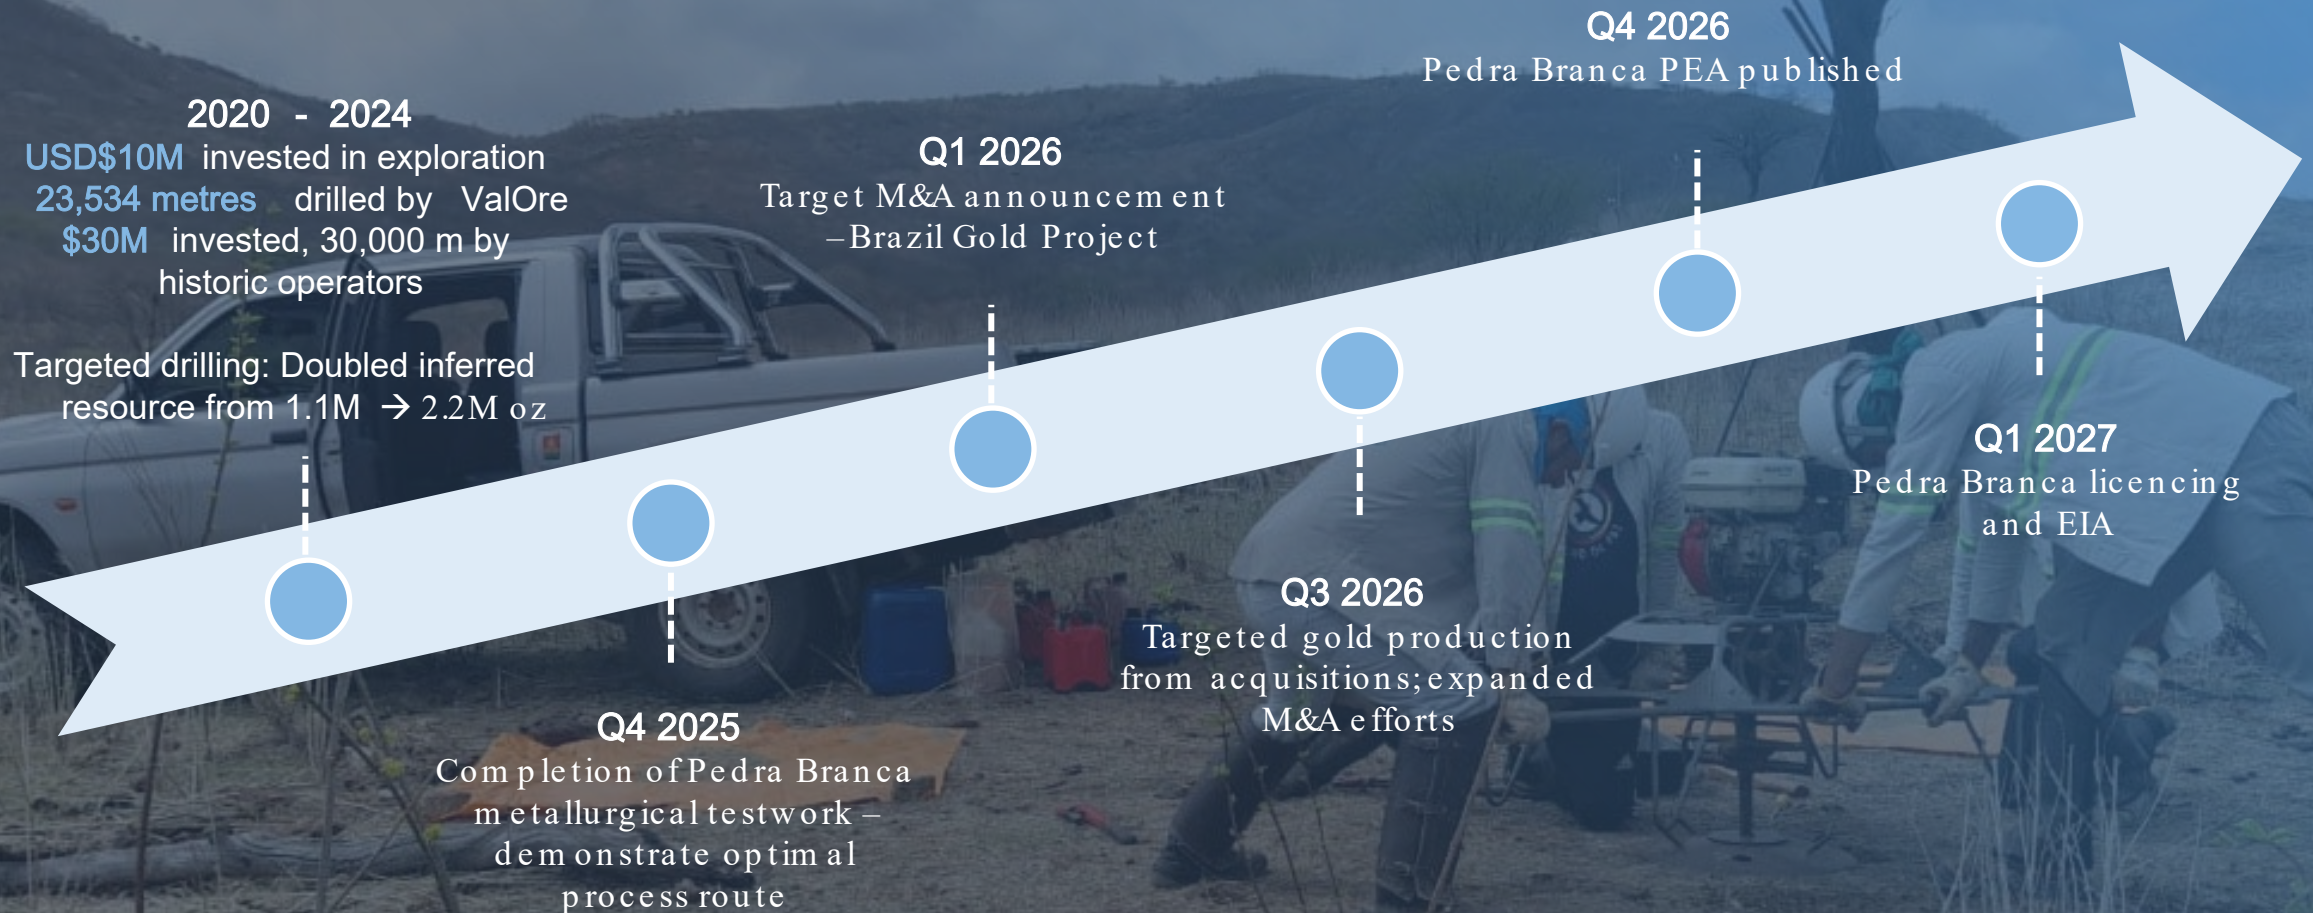 2020 - 2024
USD$10M invested in exploration
23,534 metres drilled by ValOre
$30M invested, 30,000 m by
historic operators
Targeted drilling: Doubled inferred
resource from 1.1M → 2.2M oz
Q4 2025
Completion of Pedra Branca
metallurgical testwork –
demonstrate optimal
process route
Q1 2026
Target M&A announcement
–Brazil Gold Project
Q3 2026
Targeted gold production
from acquisitions; expanded
M&A efforts
Q4 2026
Pedra Branca PEA published
Q1 2027
Pedra Branca licencing
and EIA